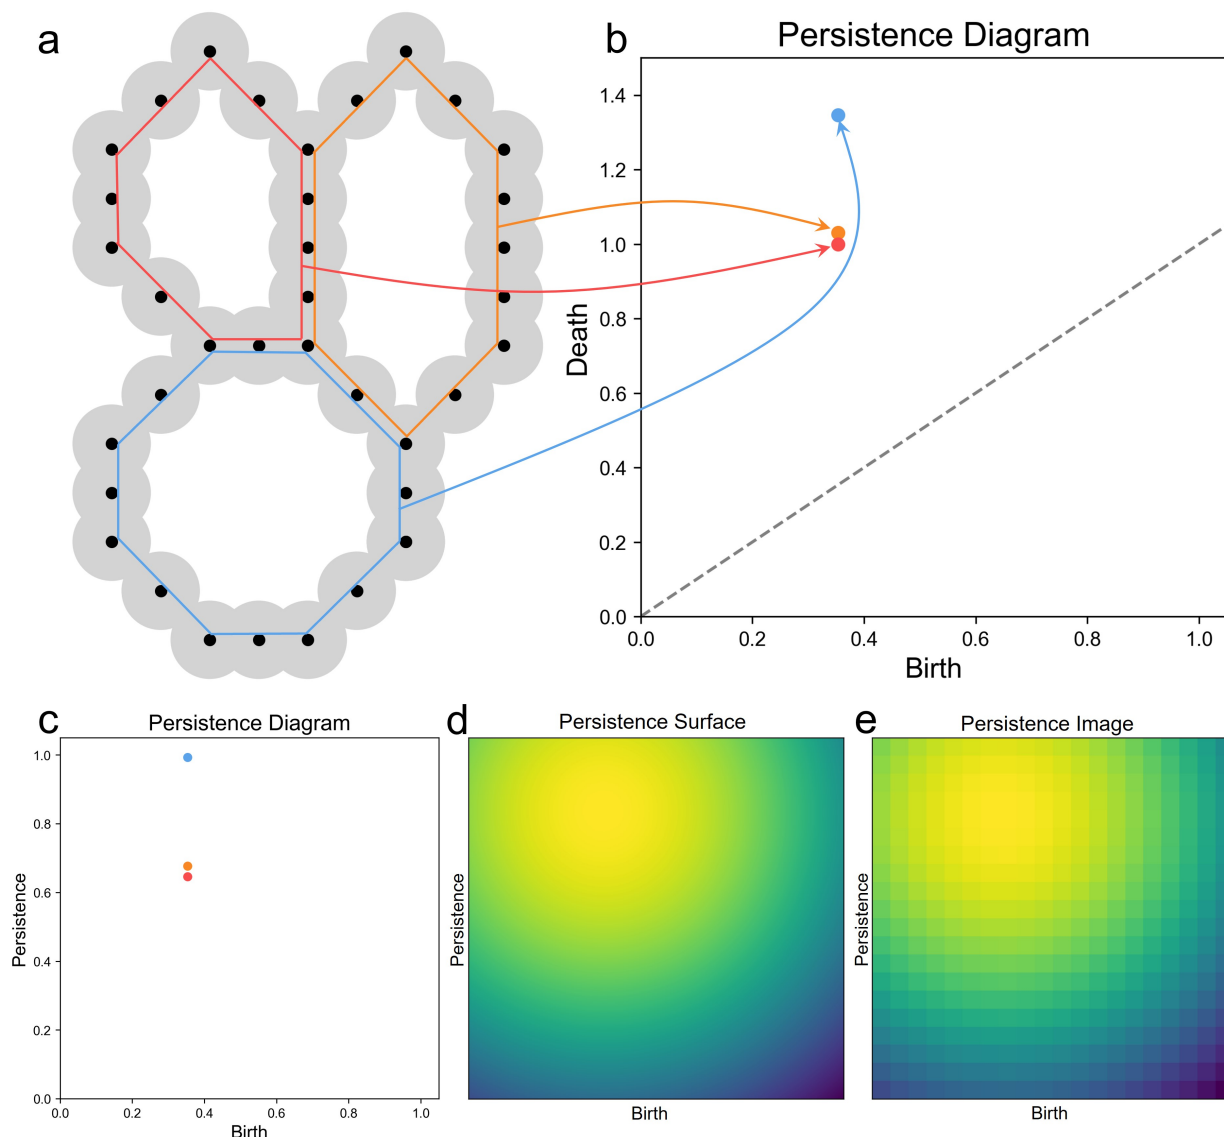 a
b
Persistence Diagram
1.4
1.2
1.0
0.8
0.6
0.4
0.2
0.0
Death
0.0 0.2 0.4 0.6 0.8 1.0
Birth
c
Persistence Diagram
1.0
0.8
0.6
0.4
0.2
0.0
Persistence
0.0 0.2 0.4 0.6 0.8 1.0
Birth
d
Persistence Surface
Persistence
Birth
e
Persistence Image
Persistence
Birth